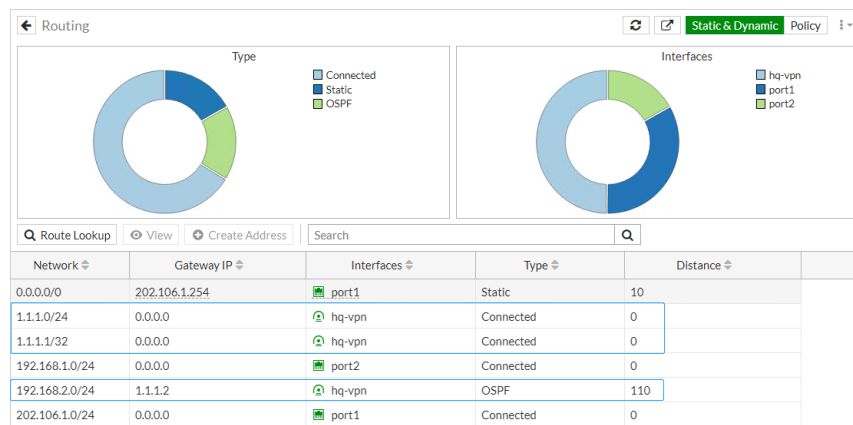 Routing Static & Dynamic Policy
Type
Connected
Static
OSPF
Interfaces
hq-vpn
port1
port2
Route Lookup View Create Address Search
Network Gateway IP Interfaces Type Distance
0.0.0.0/0 202.106.1.254 port1 Static 10
1.1.1.0/24 0.0.0.0 hq-vpn Connected 0
1.1.1.1/32 0.0.0.0 hq-vpn Connected 0
192.168.1.0/24 0.0.0.0 port2 Connected 0
192.168.2.0/24 1.1.1.2 hq-vpn OSPF 110
202.106.1.0/24 0.0.0.0 port1 Connected 0